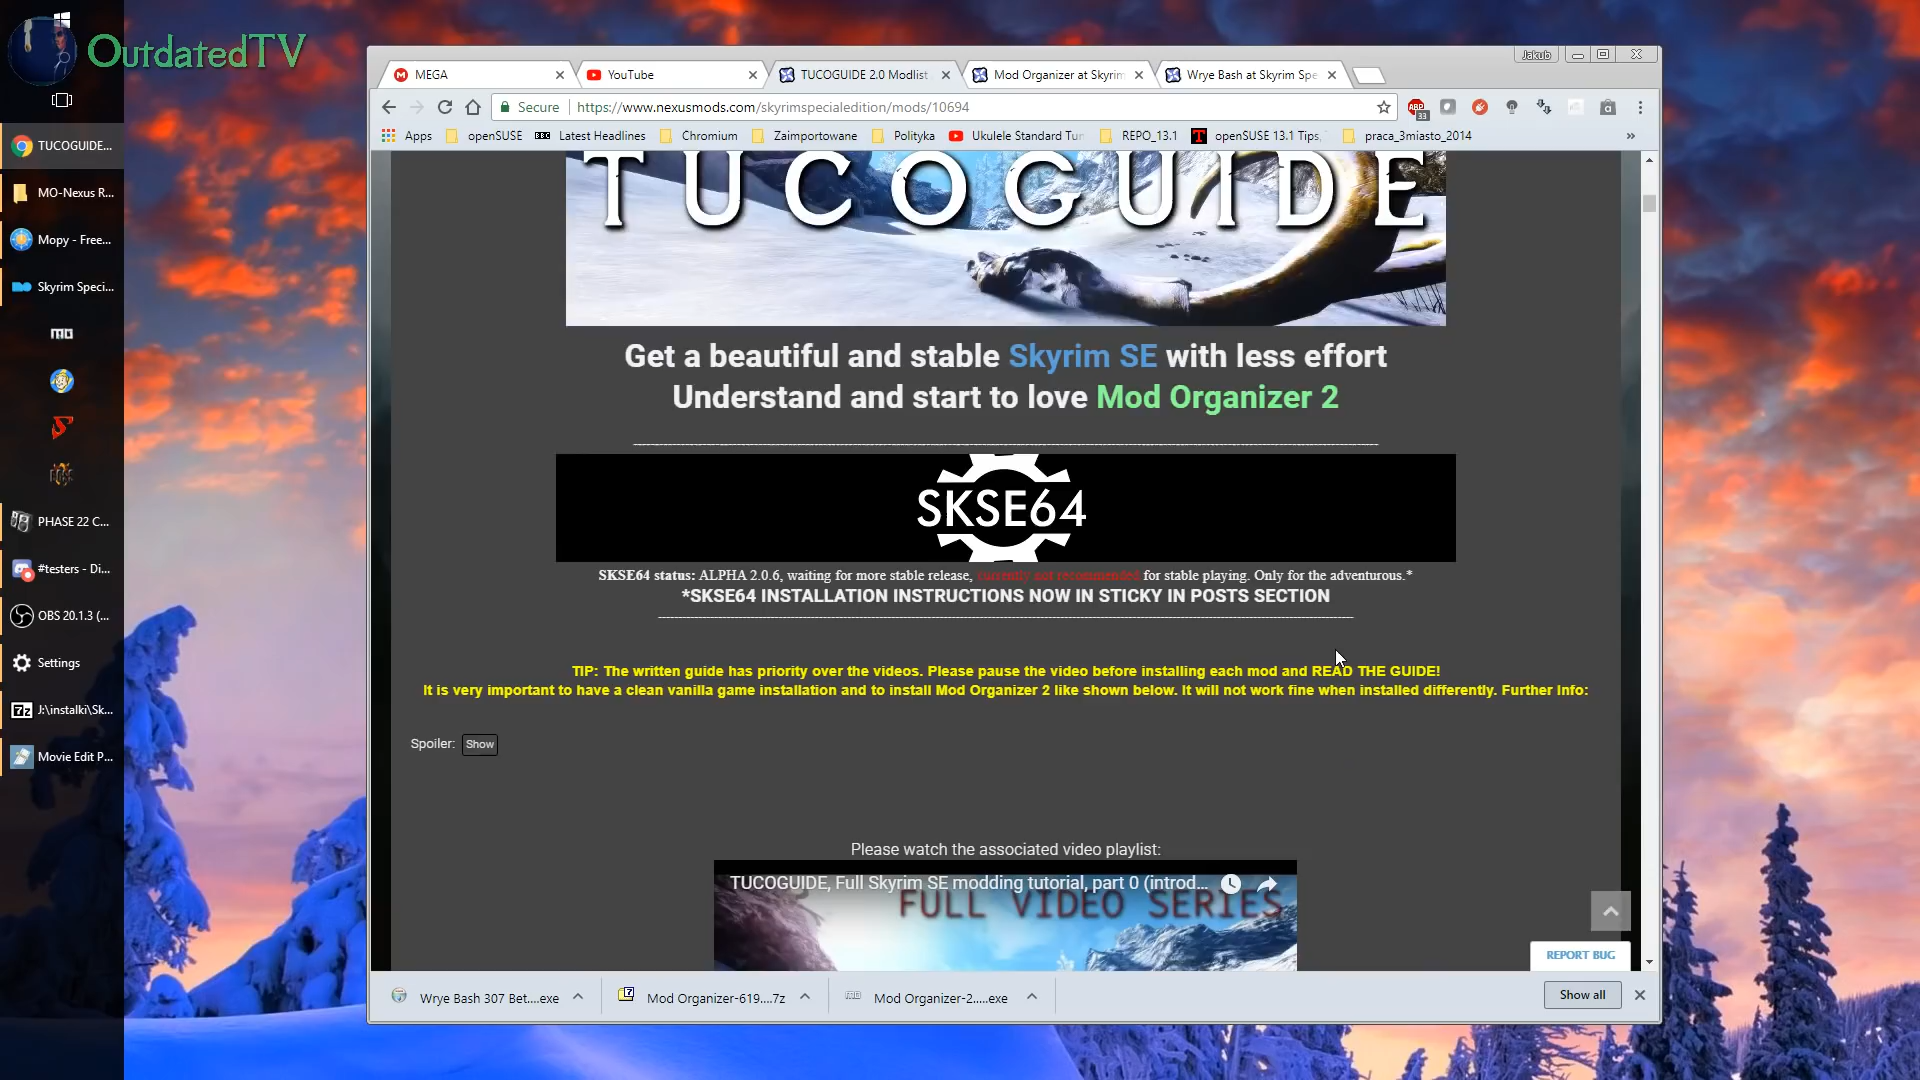 OutdatedTV
Jakub
MEGA
YouTube
TUCOGUIDE 2.0 Modlist
Mod Organizer at Skyrim
Wrye Bash at Skyrim Spe
Secure
https://www.nexusmods.com/skyrimspecialedition/mods/10694
33
Apps
openSUSE
BBC Latest Headlines
Chromium
Zaimportowane
Polityka
Ukulele Standard Tun
REPO_13.1
openSUSE 13.1 Tips,
praca_3miasto_2014
»
TUCOGUIDE...
MO-Nexus R...
Mopy - Free...
Skyrim Speci...
PHASE 22 C...
#testers - Di...
OBS 20.1.3 (...
Settings
J:\instalki\Sk...
Movie Edit P...
TUCOGUIDE
Get a beautiful and stable Skyrim SE with less effort
Understand and start to love Mod Organizer 2
SKSE64
SKSE64 status: ALPHA 2.0.6, waiting for more stable release, currently not recommended for stable playing. Only for the adventurous.*
*SKSE64 INSTALLATION INSTRUCTIONS NOW IN STICKY IN POSTS SECTION
TIP: The written guide has priority over the videos. Please pause the video before installing each mod and READ THE GUIDE!
It is very important to have a clean vanilla game installation and to install Mod Organizer 2 like shown below. It will not work fine when installed differently. Further Info:
Spoiler: Show
Please watch the associated video playlist:
TUCOGUIDE, Full Skyrim SE modding tutorial, part 0 (introd...
FULL VIDEO SERIES
REPORT BUG
Wrye Bash 307 Bet....exe
Mod Organizer-619....7z
Mod Organizer-2.....exe
Show all